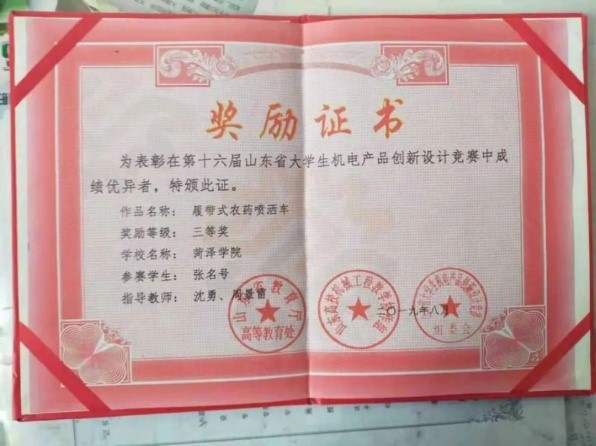 奖励证书
为表彰在第十六届山东省大学生机电产品创新设计竞赛中成
绩优异者，特颁此证。
作品名称： 履带式农药喷洒车
奖励等级： 三等奖
学校名称： 菏泽学院
参赛学生： 张名号
指导教师： 沈勇、周景雷
山东省教育厅
高等教育处
二〇一九年八月
组委会